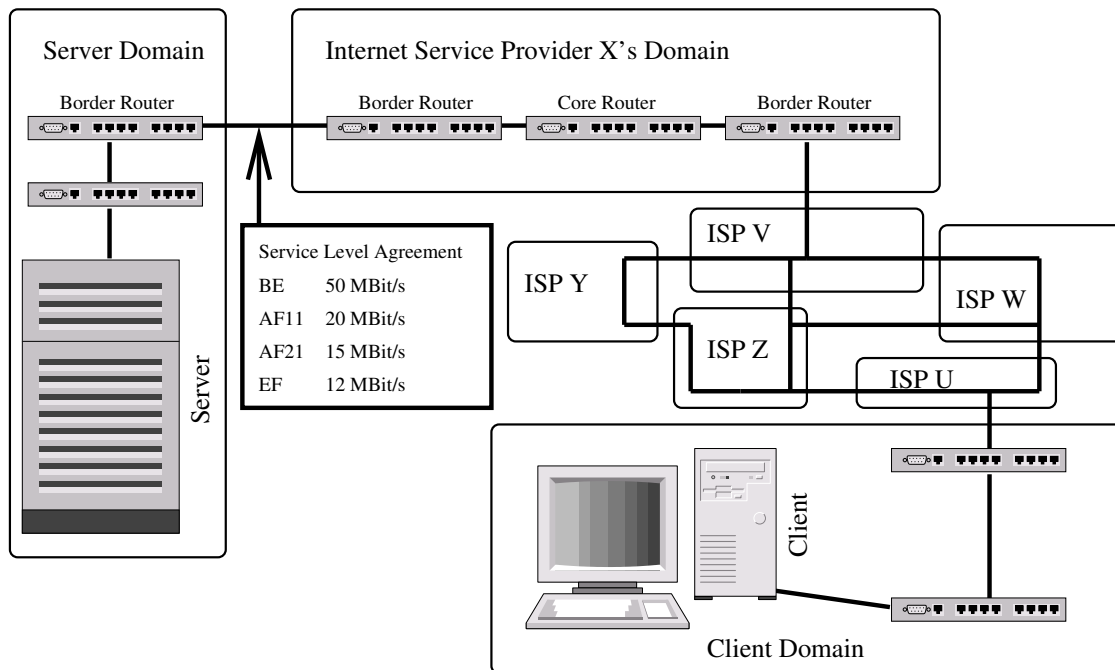 Server Domain
Internet Service Provider X's Domain
Border Router
Border Router
Core Router
Border Router
Service Level Agreement
BE 50 MBit/s
AF11 20 MBit/s
AF21 15 MBit/s
EF 12 MBit/s
Server
ISP V
ISP Y
ISP W
ISP Z
ISP U
Client
Client Domain